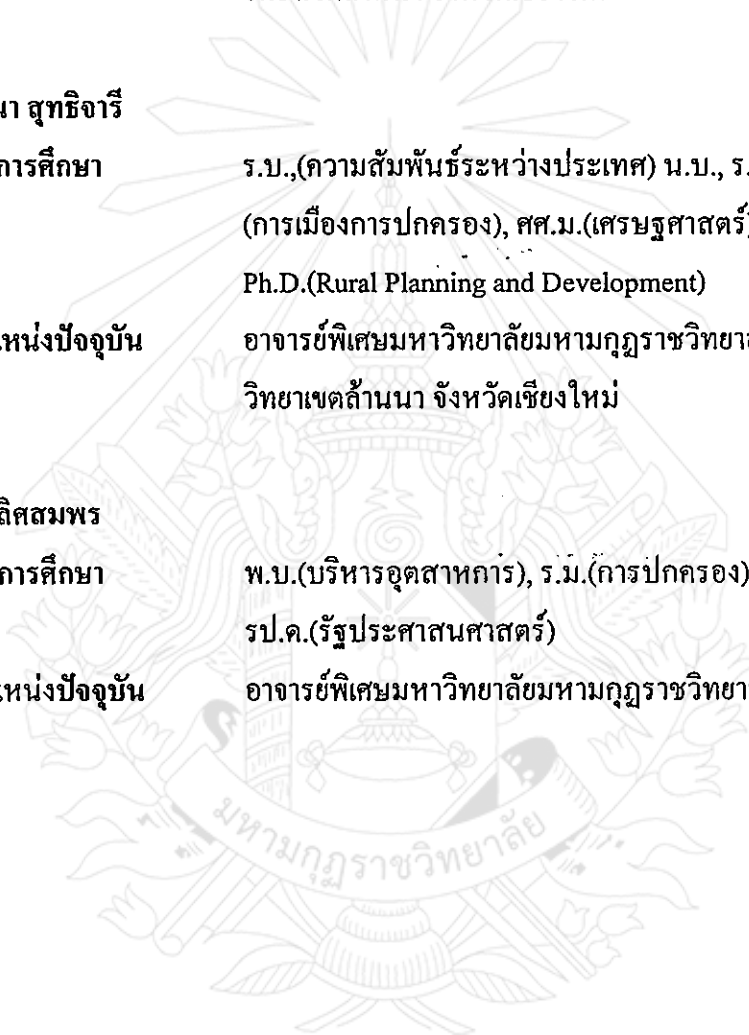 สุทธิจารี
การศึกษา ร.บ.,(ความสัมพันธ์ระหว่างประเทศ) น.บ., ร.
(การเมืองการปกครอง), ศศ.ม.(เศรษฐศาสตร์)
Ph.D.(Rural Planning and Development)
แหน่งปัจจุบัน อาจารย์พิเศษมหาวิทยาลัยมหามกุฏราชวิทยา
วิทยาเขตล้านนา จังหวัดเชียงใหม่
ลิศสมพร
การศึกษา พ.บ.(บริหารอุตสาหการ), ร.ม.(การปกครอง)
รป.ด.(รัฐประศาสนศาสตร์)
แหน่งปัจจุบัน อาจารย์พิเศษมหาวิทยาลัยมหามกุฏราชวิทยา
มหามกุฏราชวิทยาลัย